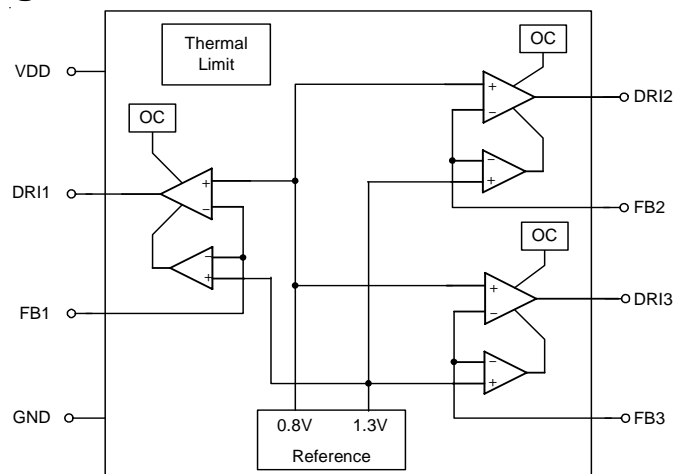 Thermal
Limit
OC
VDD
+
−
DRI2
OC
−
+
DRI1
+
−
FB2
−
+
OC
+
−
DRI3
FB1
−
+
GND
0.8V 1.3V
Reference
FB3